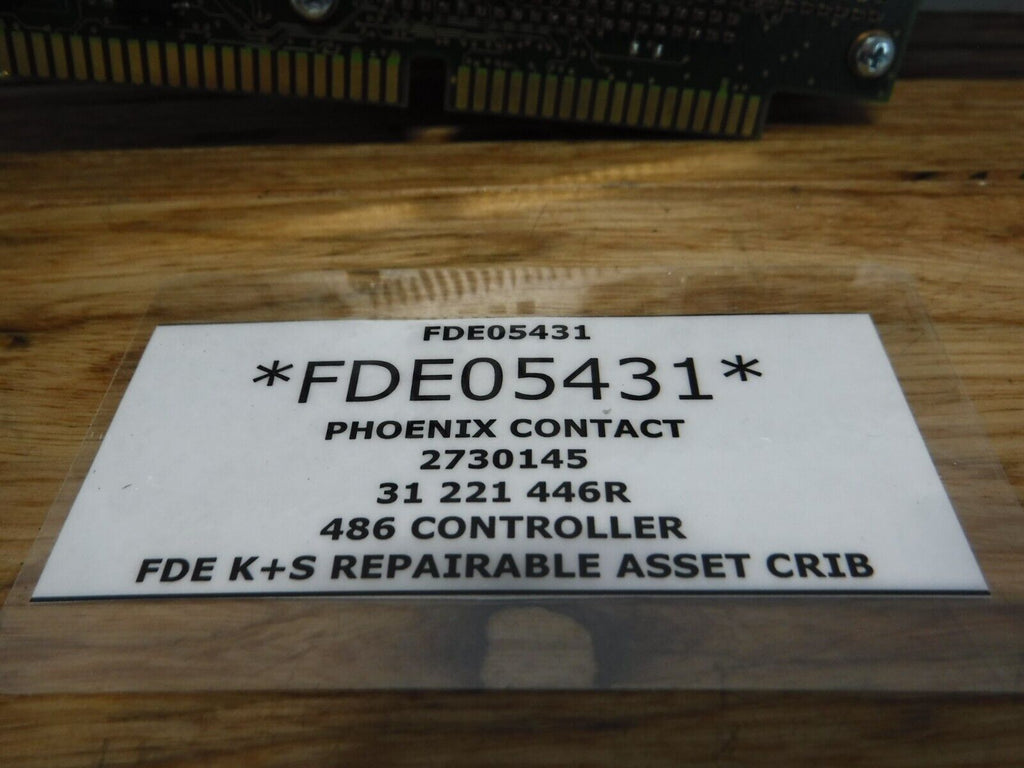 FDE05431
*FDE05431*
PHOENIX CONTACT
2730145
31 221 446R
486 CONTROLLER
FDE K+S REPAIRABLE ASSET CRIB